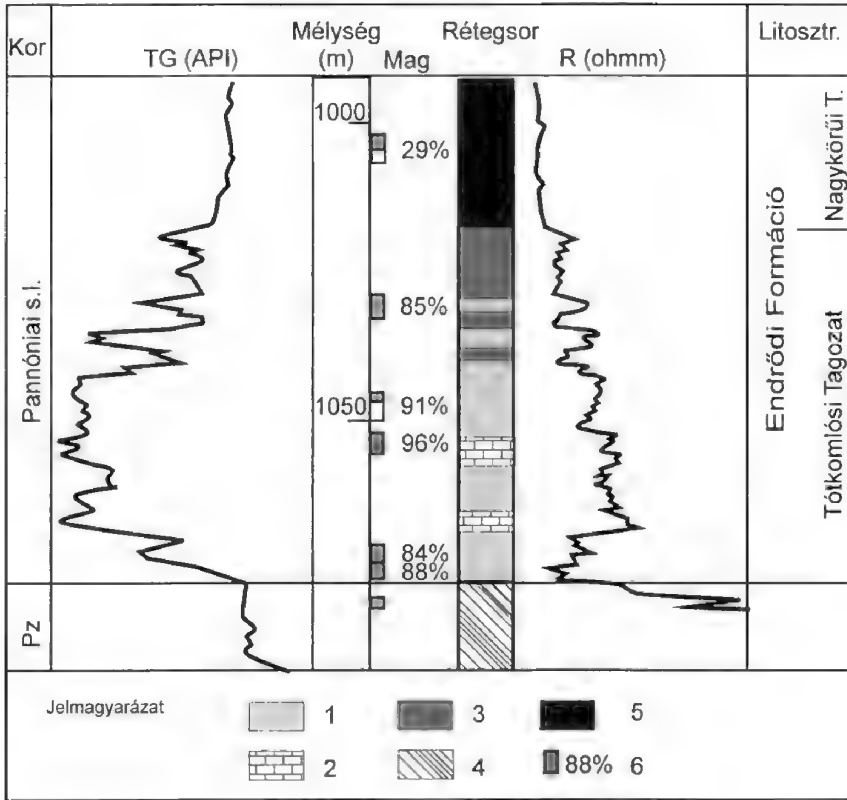 Kor
TG (API)
Mélység
(m)
Mag
Rétegsor
R (ohmm)
Litosztr.
Pannóniai s.l.
Pz
1000
1050
29%
85%
91%
96%
84%
88%
Endrődi Formáció
Nagykörűi T.
Tótkomlósi Tagozat
Jelmagyarázat
1
3
5
2
4
88% 6